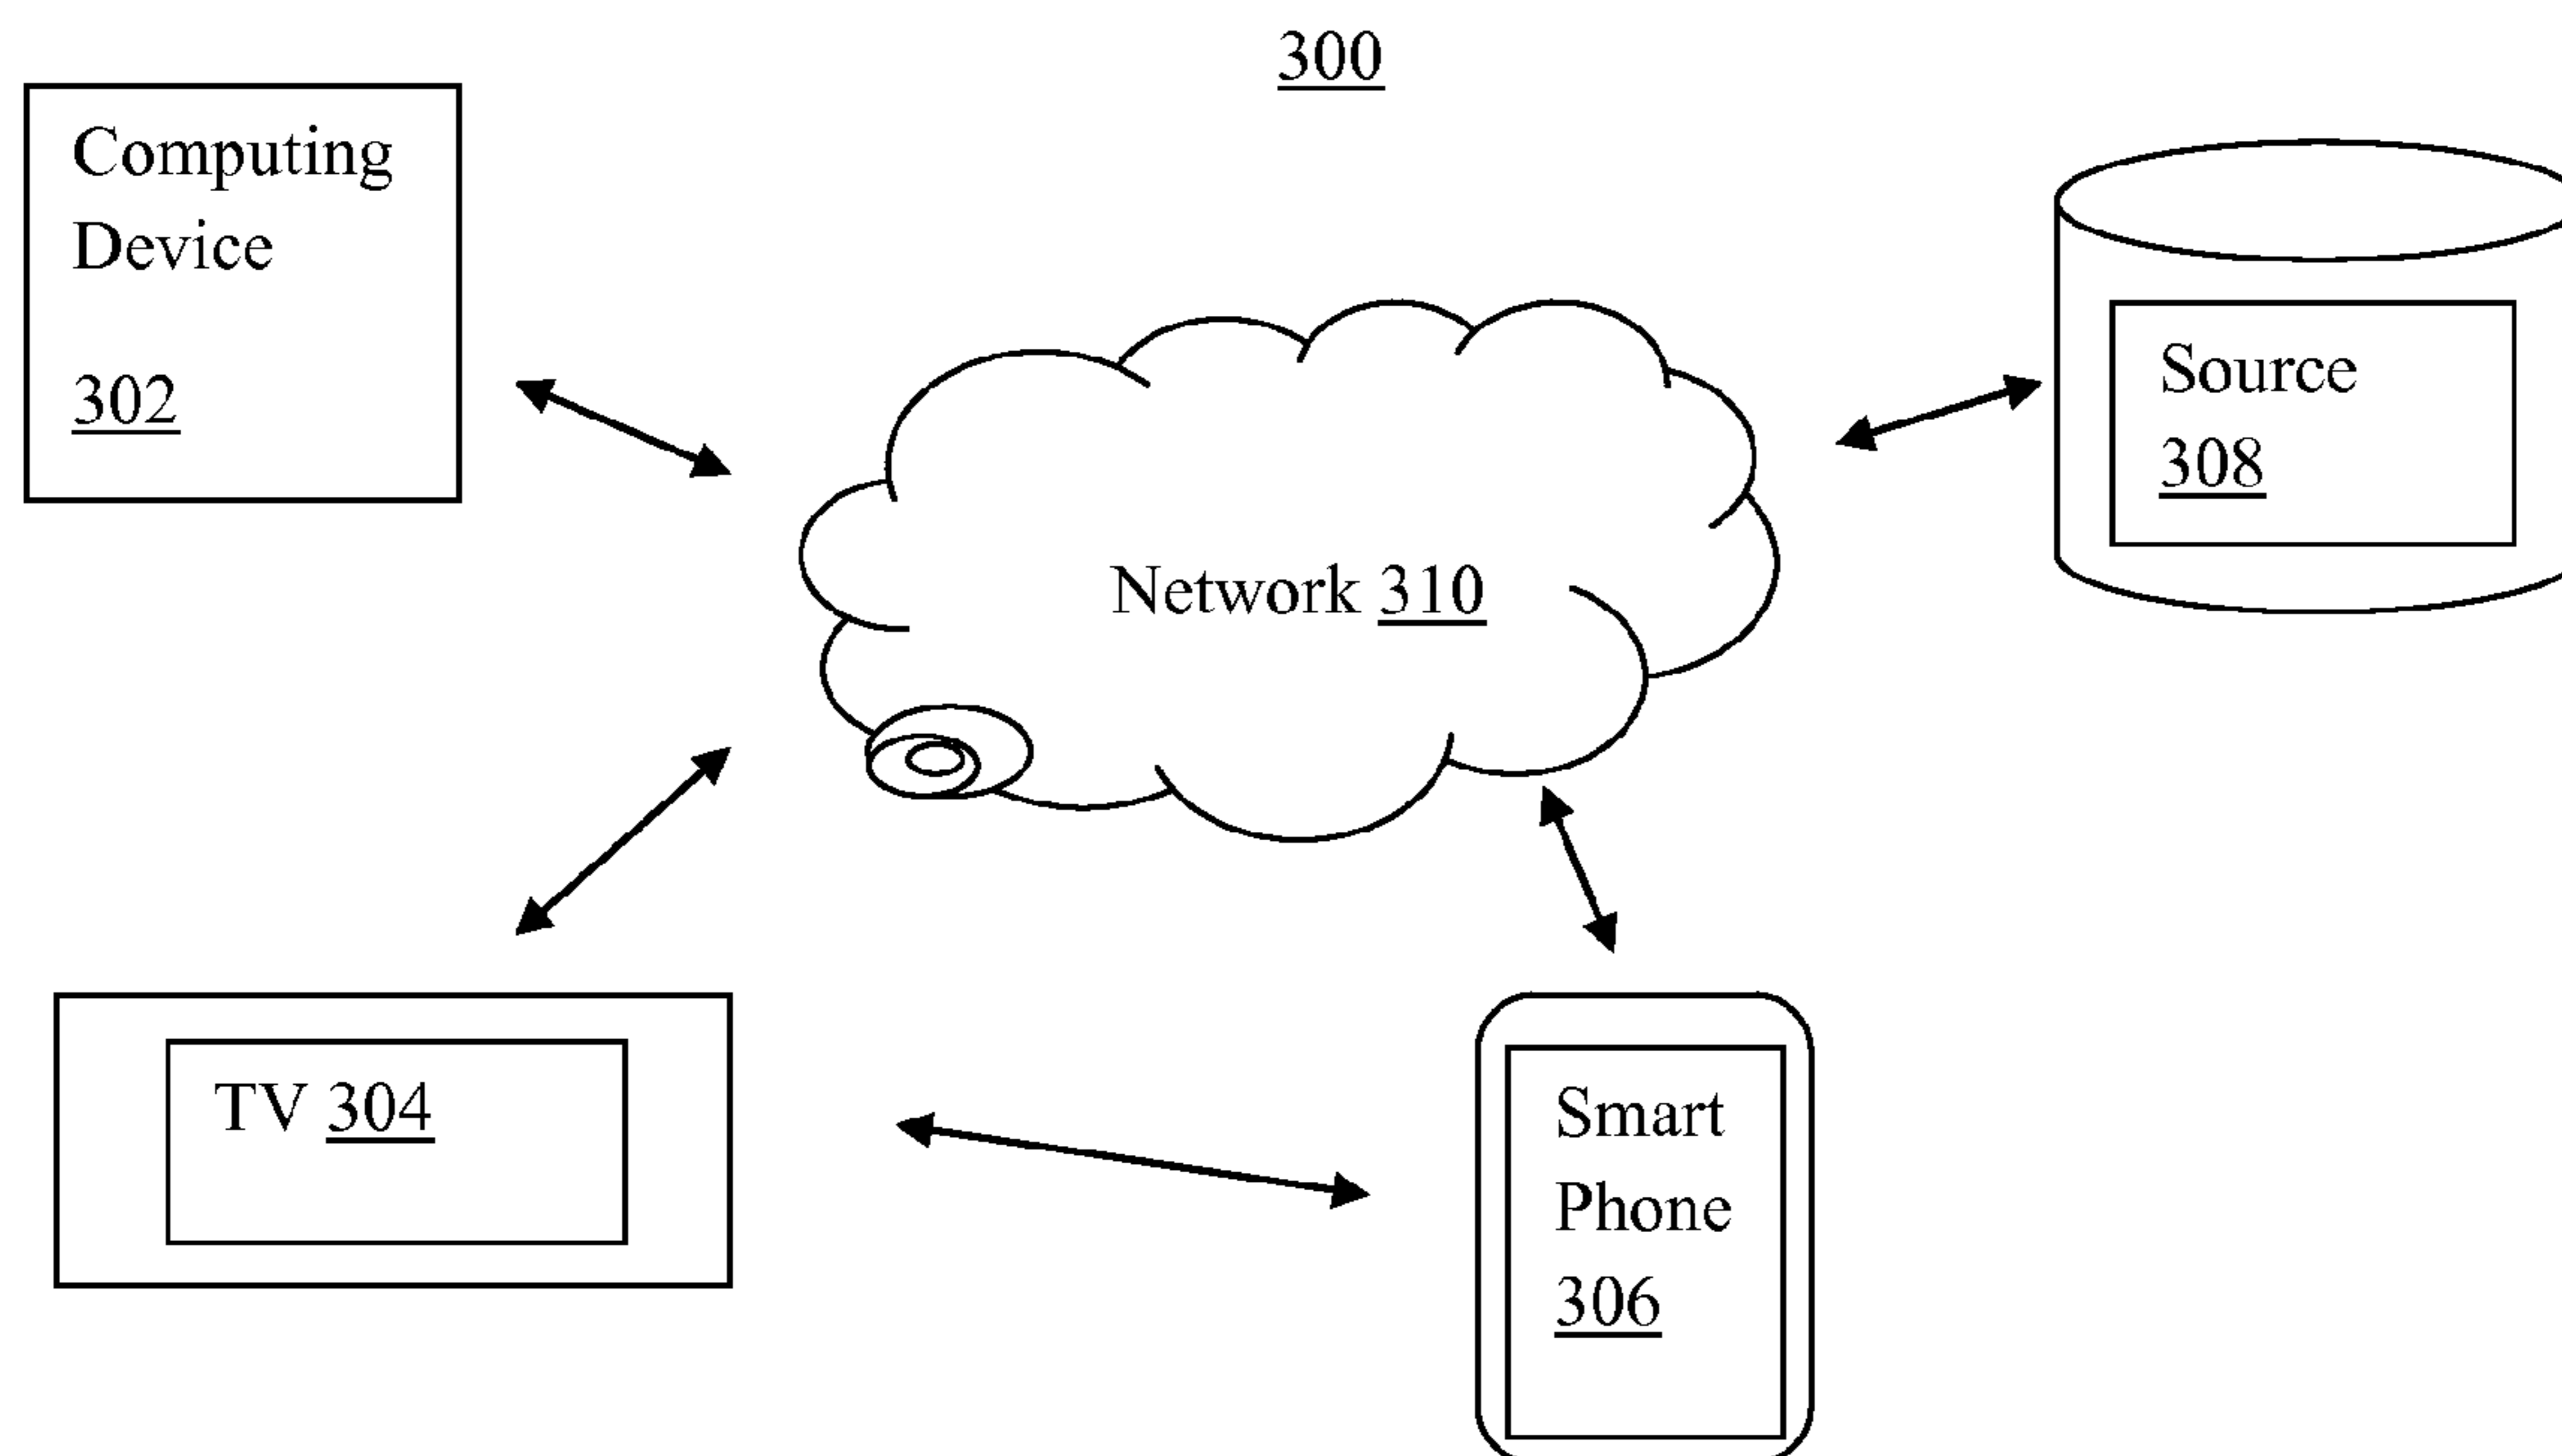 300
Computing
Device
302
Source
308
Network 310
TV 304
Smart
Phone
306